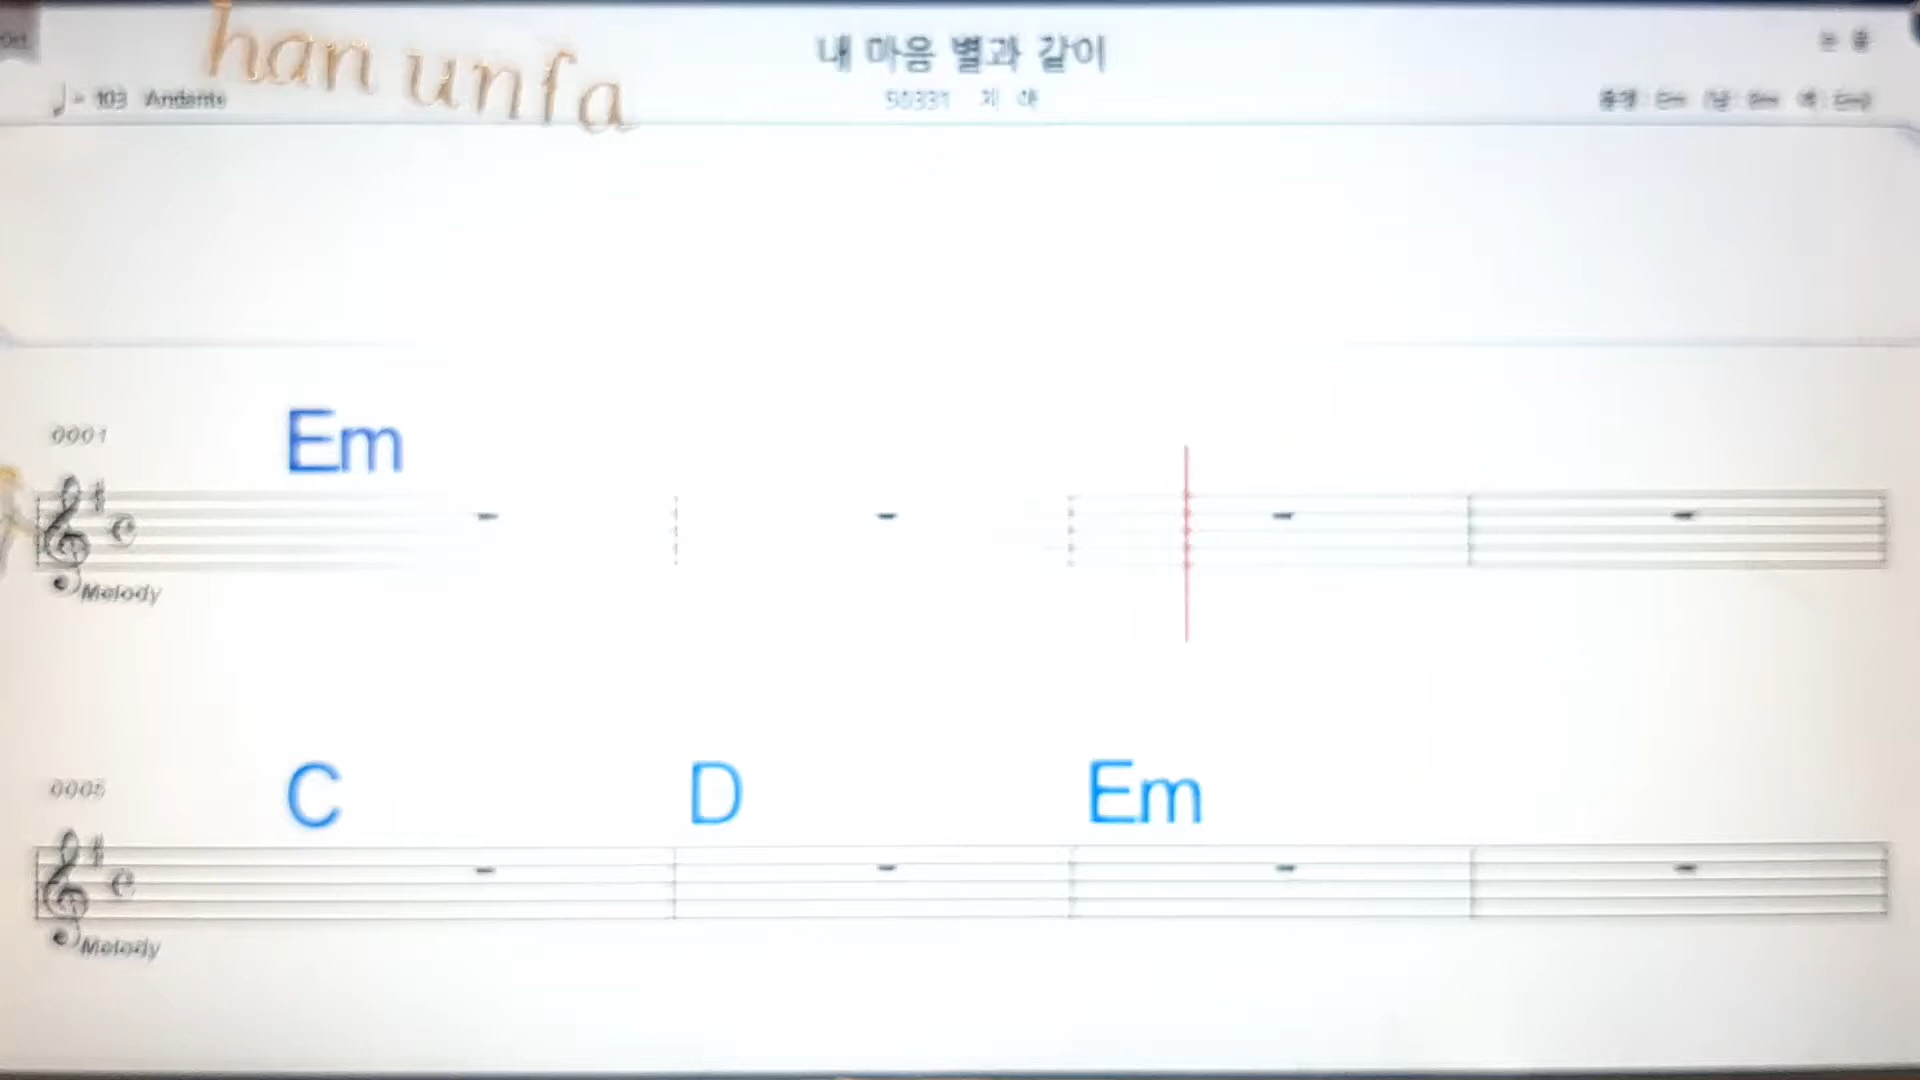 han unfa
내 마음 별과 같이
♩= 103 Andante
0001
Em
Melody
0005
C D Em
Melody